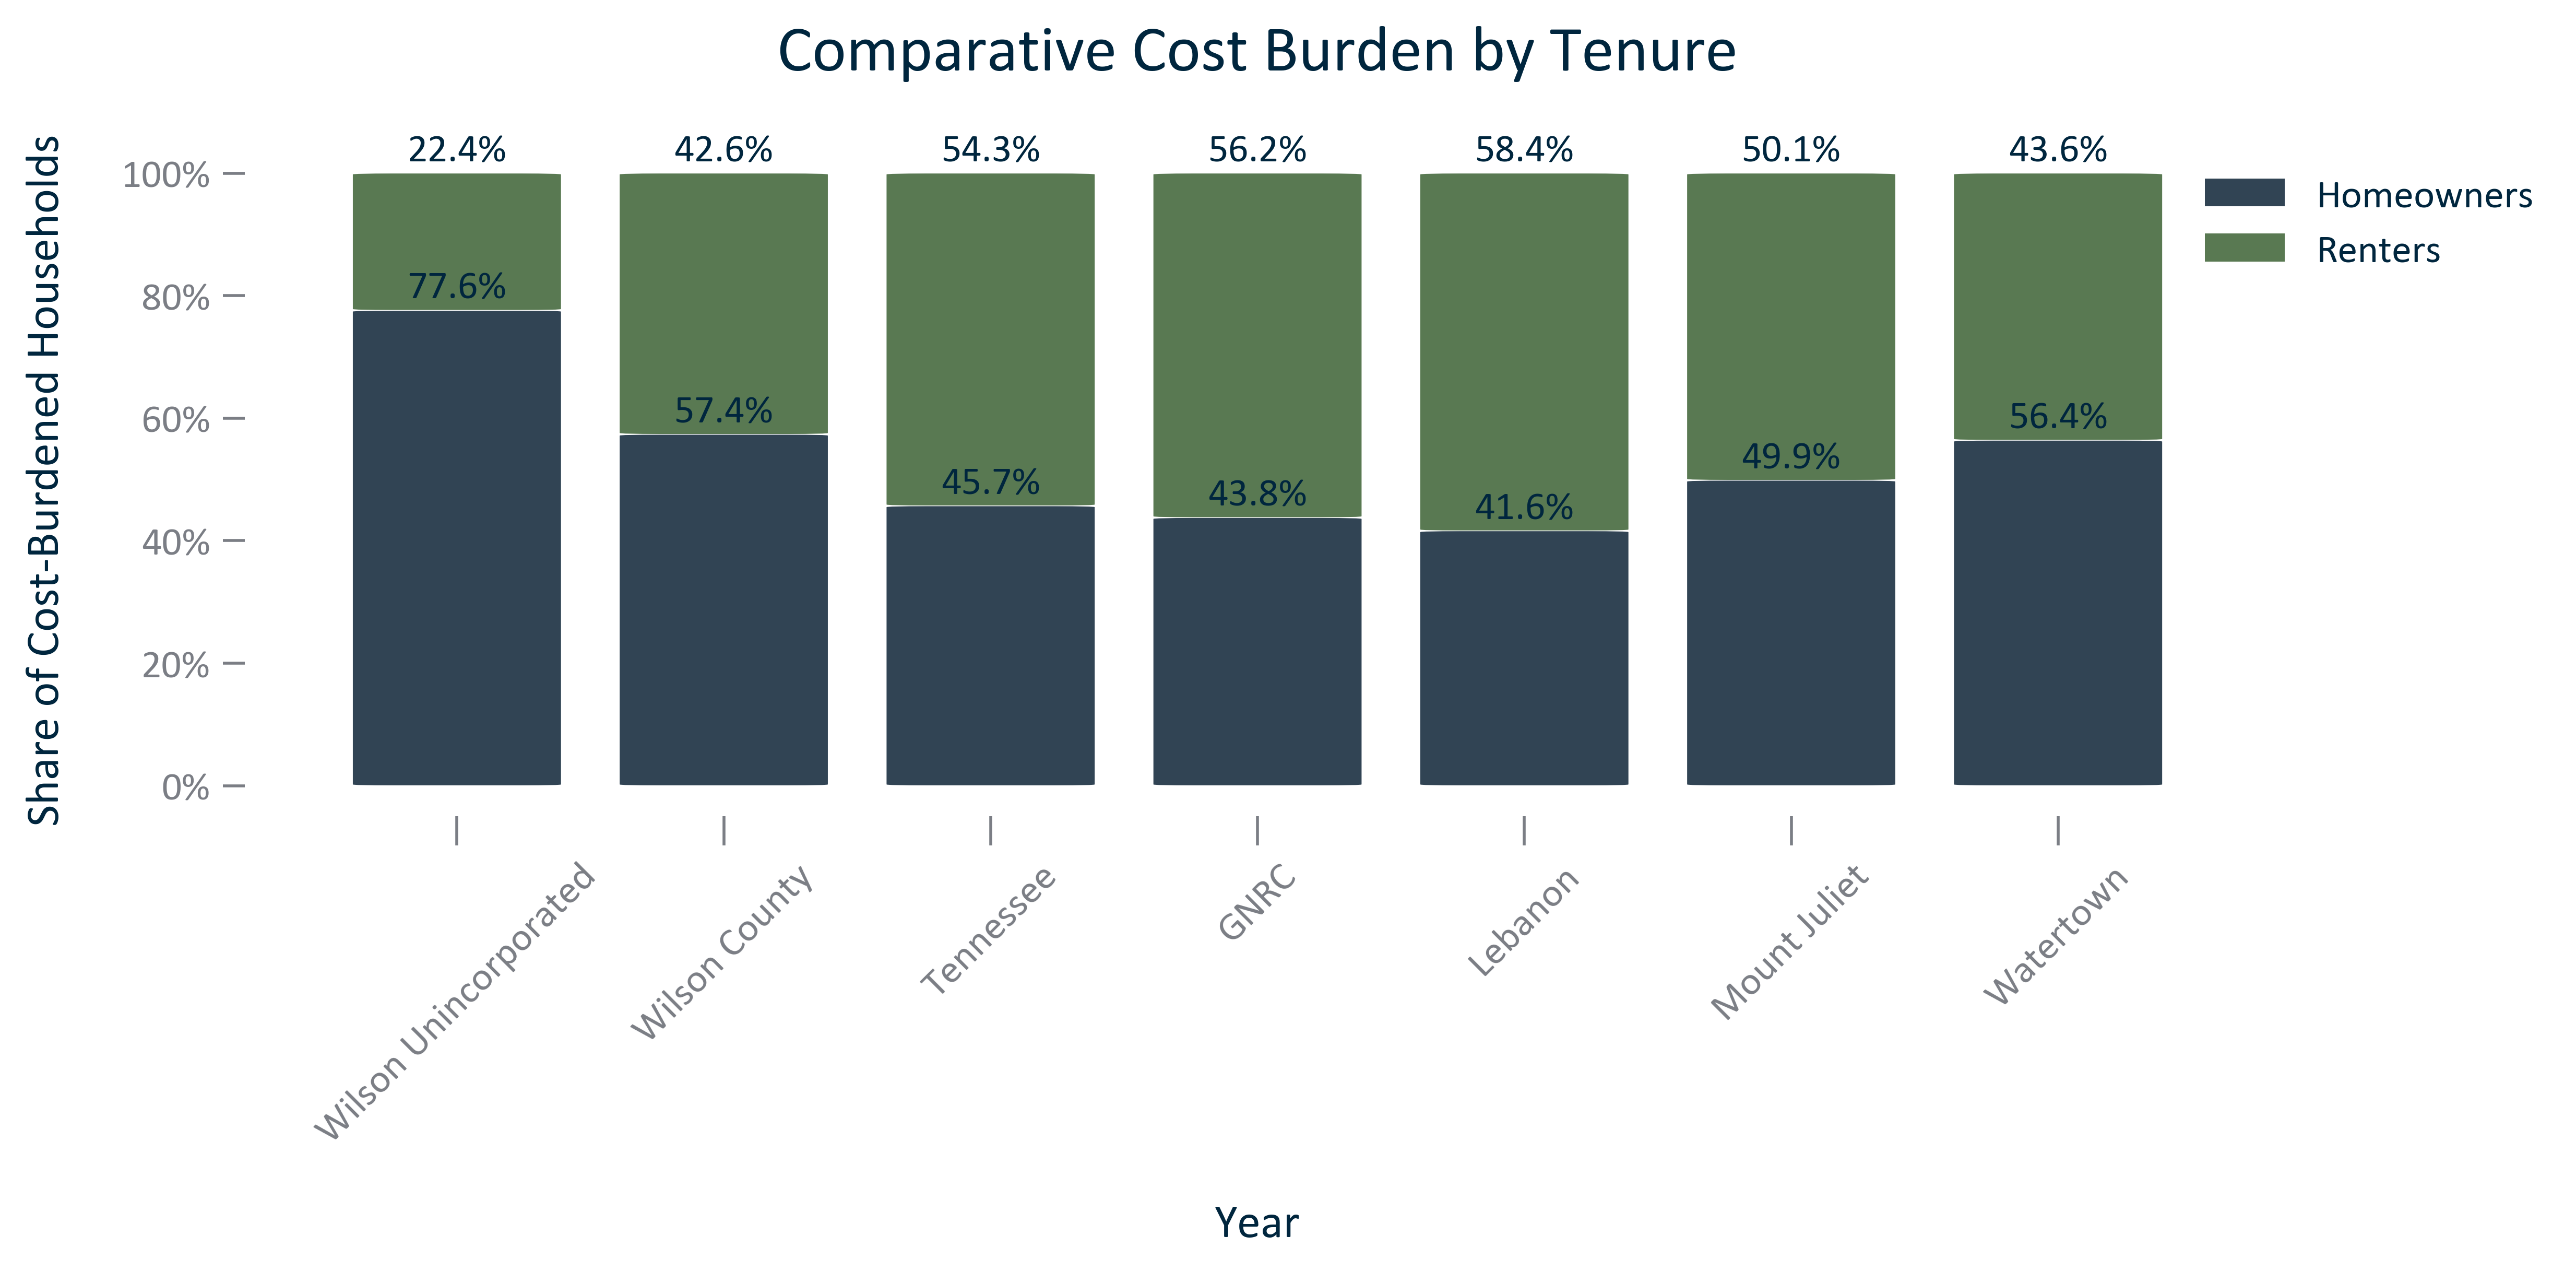 Comparative Cost Burden by Tenure
Share of Cost-Burdened Households
100%
80%
60%
40%
20%
0%
22.4%
42.6%
54.3%
56.2%
58.4%
50.1%
43.6%
77.6%
57.4%
45.7%
43.8%
41.6%
49.9%
56.4%
Homeowners
Renters
Wilson Unincorporated
Wilson County
Tennessee
GNRC
Lebanon
Mount Juliet
Watertown
Year